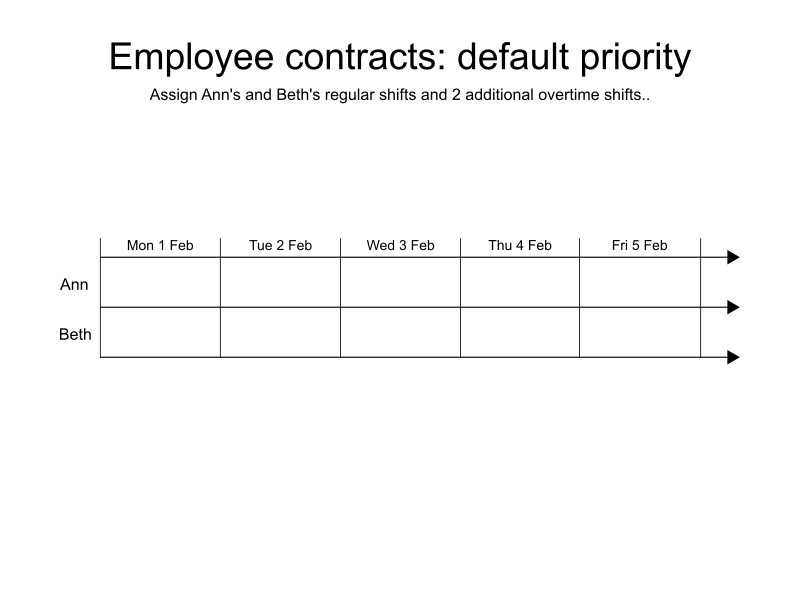 Employee contracts: default priority
Assign Ann's and Beth's regular shifts and 2 additional overtime shifts..
Mon 1 Feb Tue 2 Feb Wed 3 Feb Thu 4 Feb Fri 5 Feb
Ann
Beth